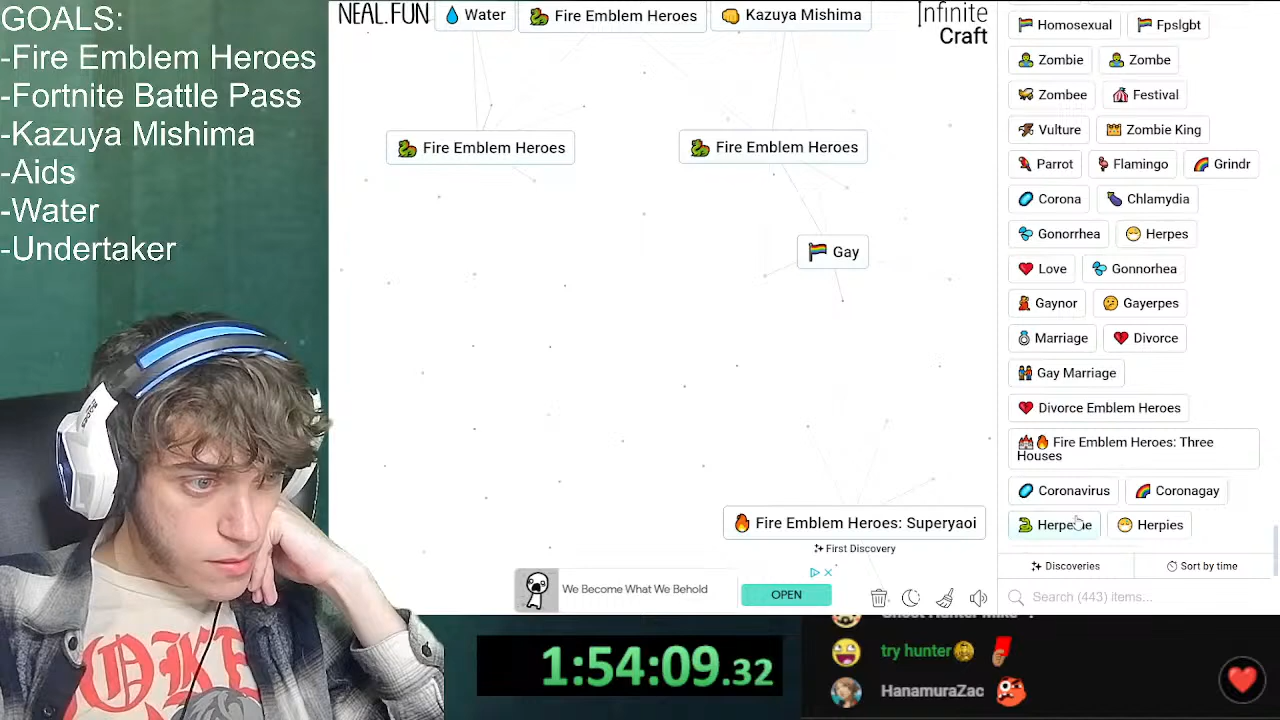 GOALS:
-Fire Emblem Heroes
-Fortnite Battle Pass
-Kazuya Mishima
-Aids
-Water
-Undertaker
NEAL.FUN
Water
Fire Emblem Heroes
Kazuya Mishima
Infinite
Craft
Fire Emblem Heroes
Fire Emblem Heroes
Gay
Fire Emblem Heroes: Superyaoi
First Discovery
We Become What We Behold
OPEN
Homosexual
Fpslgbt
Zombie
Zombe
Zombee
Festival
Vulture
Zombie King
Parrot
Flamingo
Grindr
Corona
Chlamydia
Gonorrhea
Herpes
Love
Gonnorhea
Gaynor
Gayerpes
Marriage
Divorce
Gay Marriage
Divorce Emblem Heroes
Fire Emblem Heroes: Three
Houses
Coronavirus
Coronagay
Herpies
Discoveries
Sort by time
Search (443) items...
1:54:09.32
try hunter
HanamuraZac